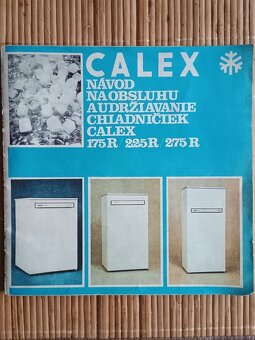 CALEX
NÁVOD
NA OBSLUHU
A UDRŽIAVANIE
CHLADNIČIEK
CALEX
175 R / 225 R / 275 R